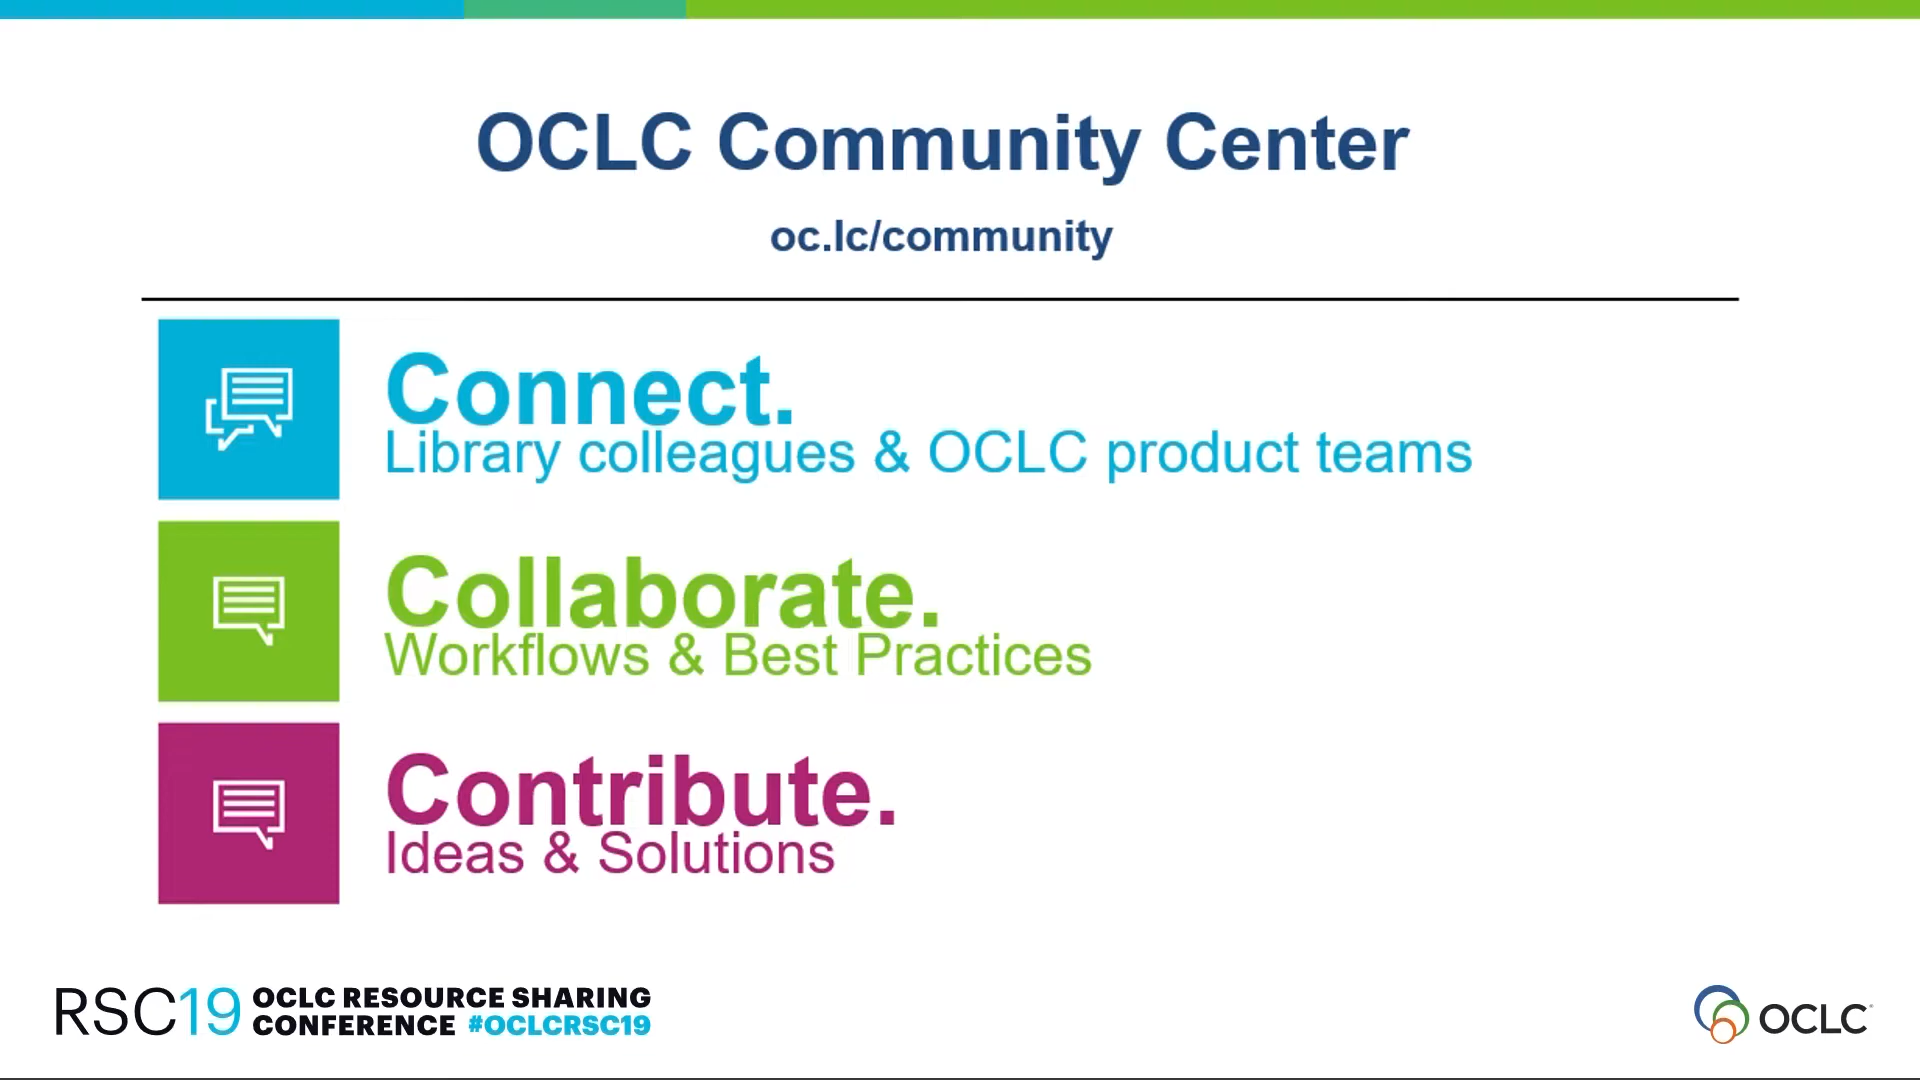 OCLC Community Center
oc.lc/community
Connect.
Library colleagues & OCLC product teams
Collaborate.
Workflows & Best Practices
Contribute.
Ideas & Solutions
RSC19 OCLC RESOURCE SHARING
CONFERENCE #OCLCRSC19
OCLC